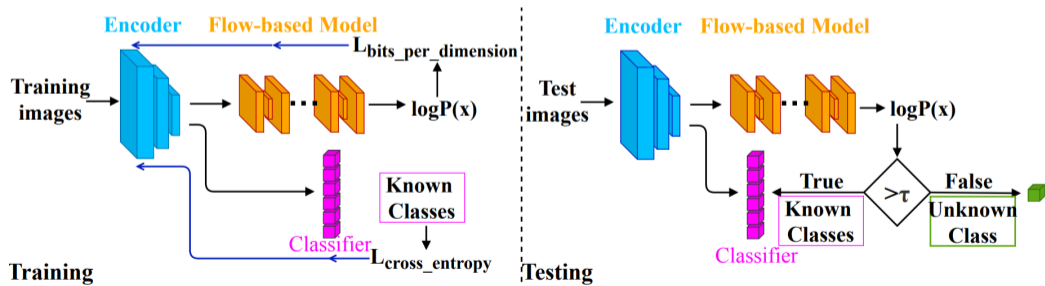 Encoder
Flow-based Model
L_bits_per_dimension
Training
images
logP(x)
Known
Classes
Classifier
L_cross_entropy
Training
Encoder
Flow-based Model
Test
images
logP(x)
True
>τ
False
Known
Classes
Unknown
Class
Classifier
Testing